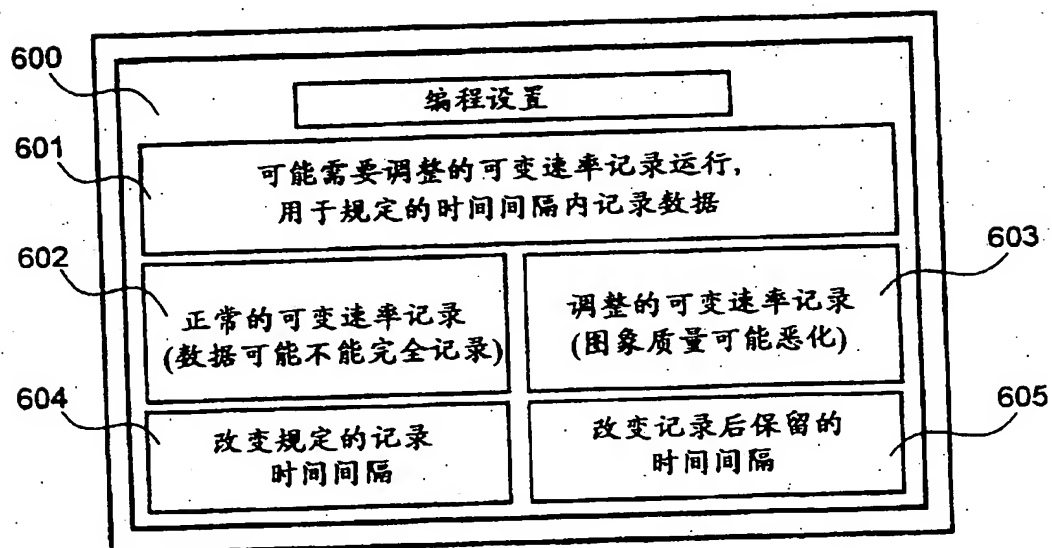 600
编程设置
601
可能需要调整的可变速率记录运行,
用于规定的时间间隔内记录数据
602
603
正常的可变速率记录
(数据可能不能完全记录)
调整的可变速率记录
(图象质量可能恶化)
604
605
改变规定的记录
时间间隔
改变记录后保留的
时间间隔